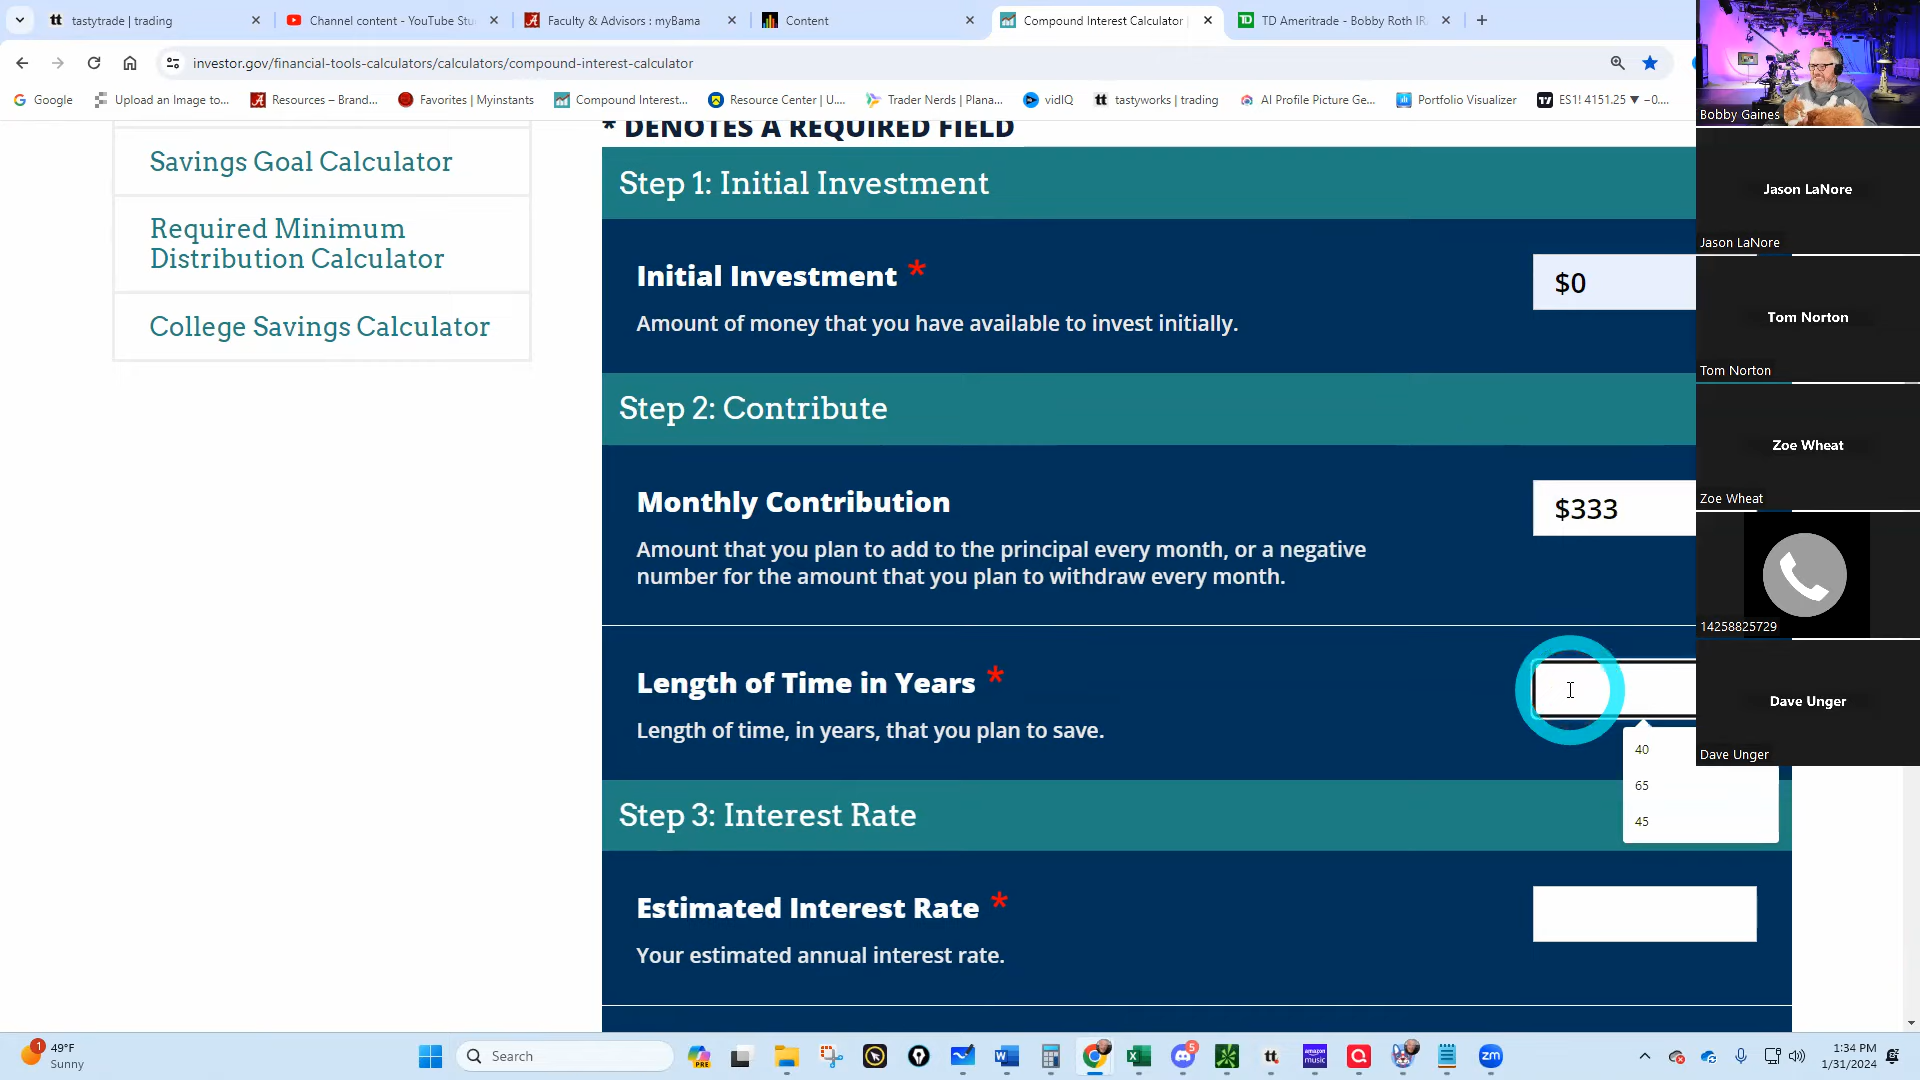 tastytrade | trading
Channel content - YouTube Stu
Faculty & Advisors : myBama
Content
Compound Interest Calculator
TD Ameritrade - Bobby Roth IR
investor.gov/financial-tools-calculators/calculators/compound-interest-calculator
Google
Upload an Image to...
Resources – Brand...
Favorites | Myinstants
Compound Interest...
Resource Center | U....
Trader Nerds | Plana...
vidIQ
tastyworks | trading
AI Profile Picture Ge...
Portfolio Visualizer
ES1! 4151.25 ▼ −0....
Bobby Gaines
* DENOTES A REQUIRED FIELD
Savings Goal Calculator
Required Minimum
Distribution Calculator
College Savings Calculator
Step 1: Initial Investment
Initial Investment *
$0
Amount of money that you have available to invest initially.
Step 2: Contribute
Monthly Contribution
$333
Amount that you plan to add to the principal every month, or a negative
number for the amount that you plan to withdraw every month.
Length of Time in Years *
Length of time, in years, that you plan to save.
40
65
45
Step 3: Interest Rate
Estimated Interest Rate *
Your estimated annual interest rate.
Jason LaNore
Jason LaNore
Tom Norton
Tom Norton
Zoe Wheat
Zoe Wheat
14258825729
Dave Unger
Dave Unger
1
49°F
Sunny
Search
PRE
5
tt
amazon
music
zm
1:34 PM
1/31/2024